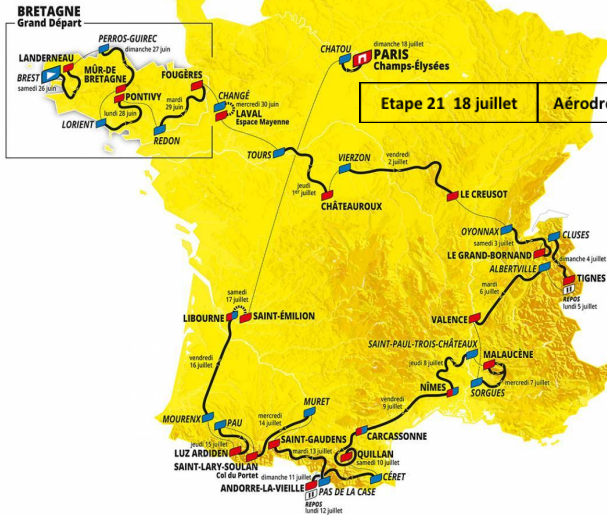 BRETAGNE
Grand Départ
PERROS-GUIREC
dimanche 27 juin
LANDERNEAU
BREST
samedi 26 juin
MÛR-DE
BRETAGNE
PONTIVY
lundi 28 juin
LORIENT
FOUGÈRES
mardi
29 juin
REDON
CHANGÉ
mercredi 30 juin
LAVAL
Espace Mayenne
CHATOU
dimanche 18 juillet
PARIS
Champs-Élysées
Etape 21 18 juillet
Aérodro
TOURS
jeudi
1er juillet
CHÂTEAUROUX
VIERZON
vendredi
2 juillet
LE CREUSOT
OYONNAX
samedi 3 juillet
CLUSES
LE GRAND-BORNAND
dimanche 4 juillet
ALBERTVILLE
TIGNES
REPOS
lundi 5 juillet
mardi
6 juillet
VALENCE
samedi
17 juillet
LIBOURNE
SAINT-ÉMILION
SAINT-PAUL-TROIS-CHÂTEAUX
jeudi 8 juillet
MALAUCÈNE
mercredi 7 juillet
SORGUES
NÎMES
vendredi
9 juillet
vendredi
16 juillet
MOURENX
PAU
mercredi
14 juillet
MURET
CARCASSONNE
jeudi 15 juillet
LUZ ARDIDEN
SAINT-GAUDENS
mardi 13 juillet
QUILLAN
samedi 10 juillet
SAINT-LARY-SOULAN
Col du Portet
dimanche 11 juillet
CÉRET
ANDORRE-LA-VIEILLE
PAS DE LA CASE
REPOS
lundi 12 juillet